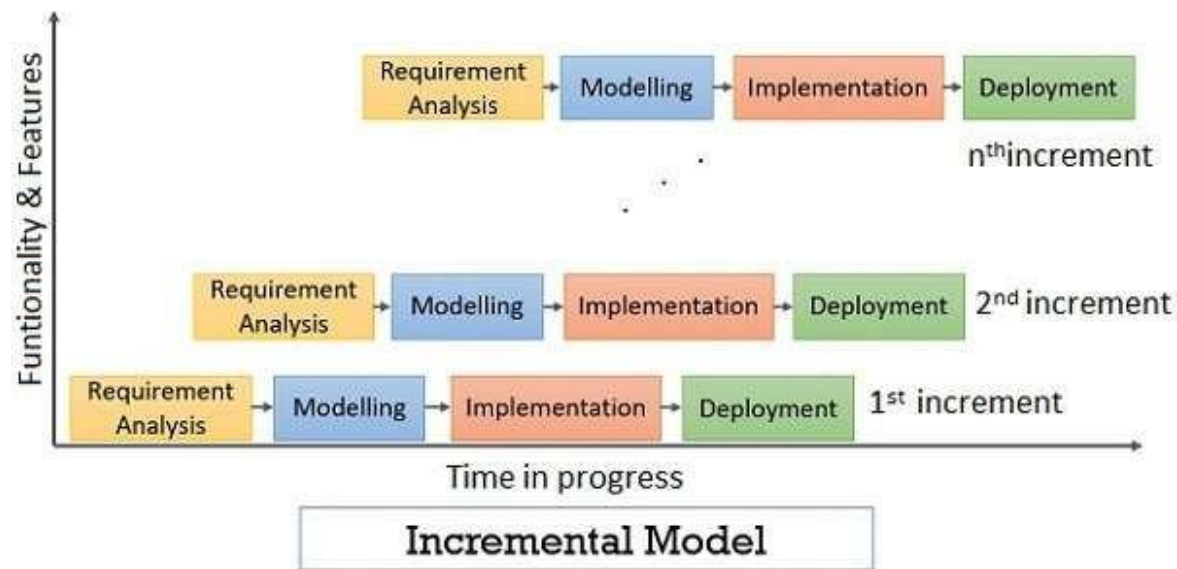 Funtionality & Features
Requirement
Analysis
Modelling
Implementation
Deployment
nᵗʰincrement
Requirement
Analysis
Modelling
Implementation
Deployment
2ⁿᵈ increment
Requirement
Analysis
Modelling
Implementation
Deployment
1ˢᵗ increment
Time in progress
Incremental Model